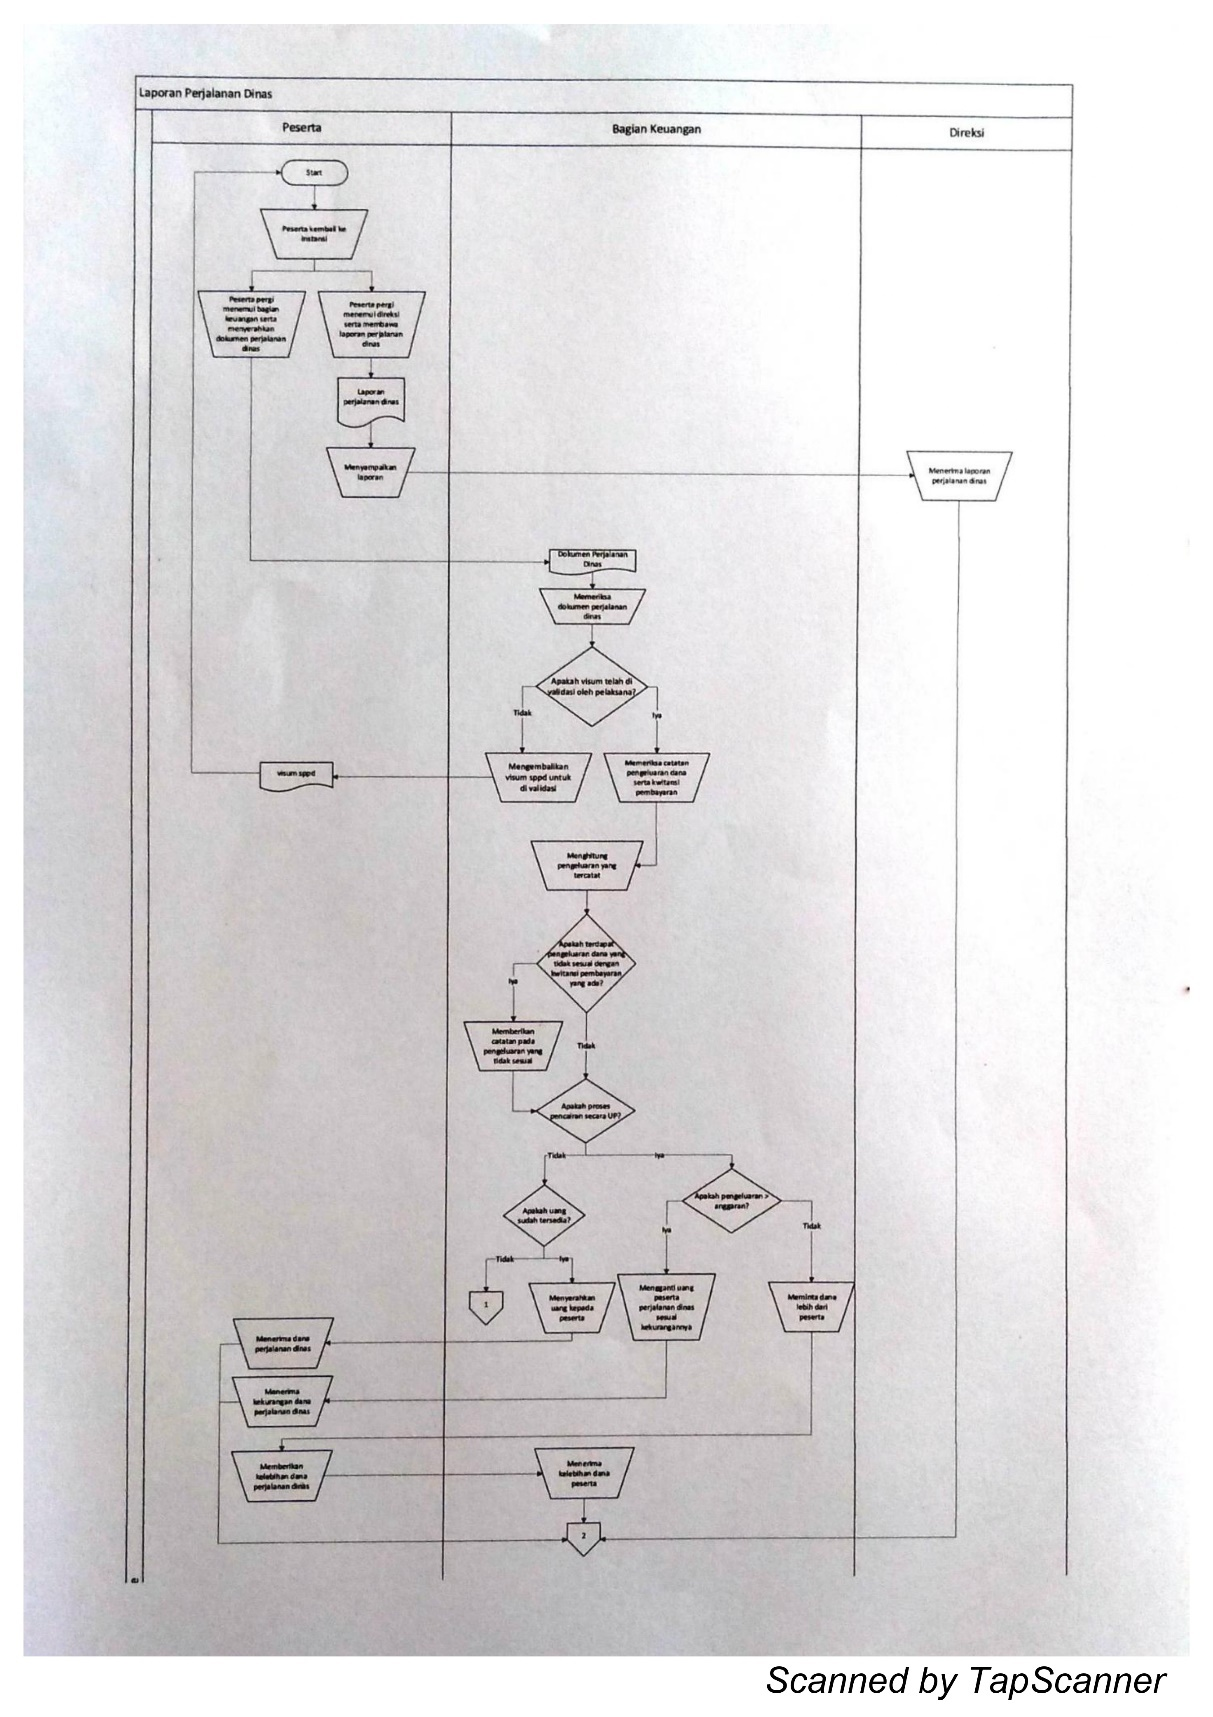 Laporan Perjalanan Dinas
Peserta
Bagian Keuangan
Direksi
Start
Peserta kembali ke
instansi
Peserta pergi
menemui bagian
keuangan serta
menyerahkan
dokumen perjalanan
dinas
Peserta pergi
menemui direksi
serta membawa
laporan perjalanan
dinas
Laporan
perjalanan dinas
Menyampaikan
laporan
Menerima laporan
perjalanan dinas
Dokumen Perjalanan
Dinas
Memeriksa
dokumen perjalanan
dinas
Apakah visum telah di
validasi oleh pelaksana?
Tidak
Iya
visum sppd
Mengembalikan
visum sppd untuk
di validasi
Memeriksa catatan
pengeluaran dana
serta kwitansi
pembayaran
Menghitung
pengeluaran yang
tercatat
Apakah terdapat
pengeluaran dana yang
tidak sesuai dengan
kwitansi pembayaran
yang ada?
Iya
Memberikan
catatan pada
pengeluaran yang
tidak sesuai
Tidak
Apakah proses
pencairan secara UP?
Tidak
Iya
Apakah uang
sudah tersedia?
Apakah pengeluaran >
anggaran?
Iya
Tidak
Tidak
Iya
1
Menyerahkan
uang kepada
peserta
Mengganti uang
peserta
perjalanan dinas
sesuai
kekurangannya
Meminta dana
lebih dari
peserta
Menerima dana
perjalanan dinas
Menerima
kekurangan dana
perjalanan dinas
Memberikan
kelebihan dana
perjalanan dinas
Menerima
kelebihan dana
peserta
2
Scanned by TapScanner